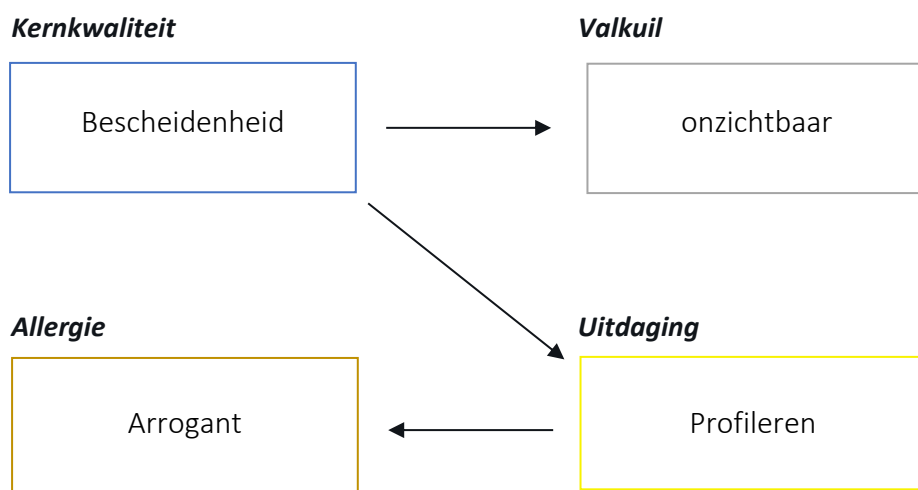 Kernkwaliteit
Valkuil
Bescheidenheid
onzichtbaar
Allergie
Uitdaging
Arrogant
Profileren